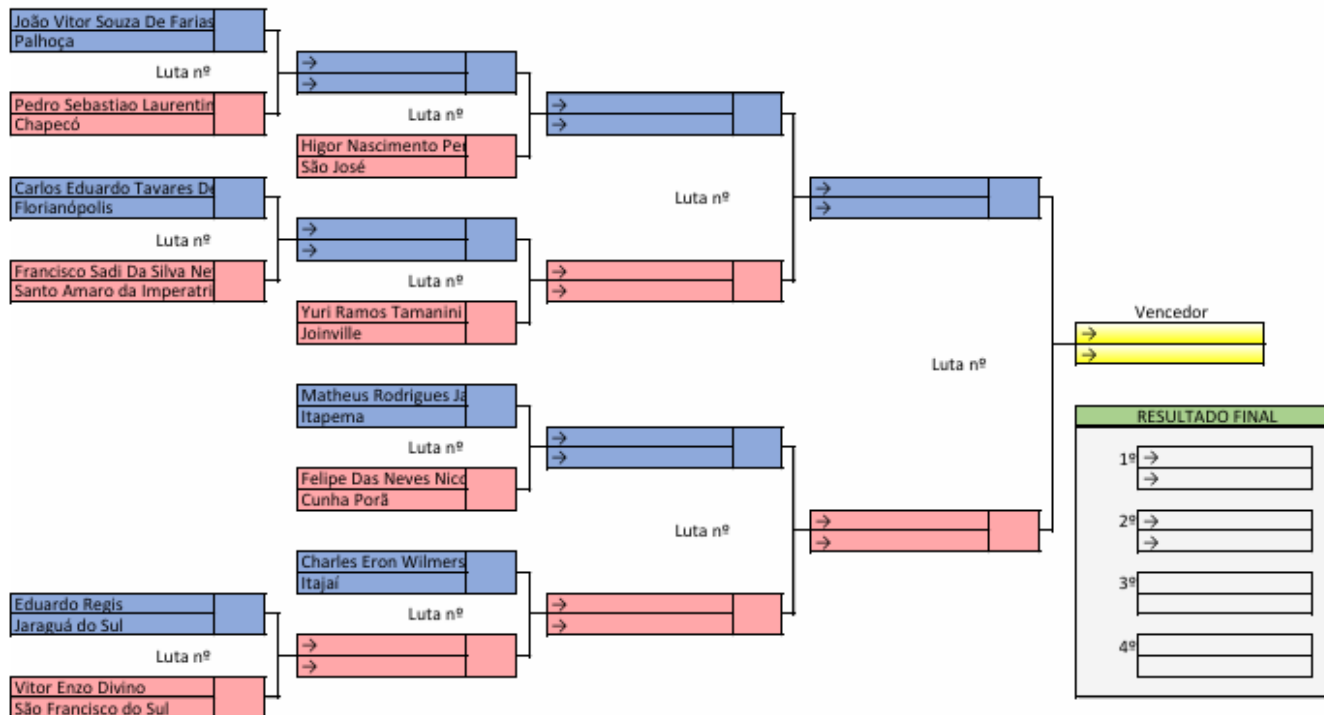 João Vitor Souza De Farias
Palhoça
Luta nº
Pedro Sebastiao Laurentin
Chapecó
Carlos Eduardo Tavares De
Florianópolis
Luta nº
Francisco Sadi Da Silva Ne
Santo Amaro da Imperatri
Eduardo Regis
Jaraguá do Sul
Luta nº
Vitor Enzo Divino
São Francisco do Sul
→
→
Luta nº
Higor Nascimento Per
São José
→
→
Luta nº
Yuri Ramos Tamanini
Joinville
Matheus Rodrigues Ja
Itapema
Luta nº
Felipe Das Neves Nico
Cunha Porã
Charles Eron Wilmers
Itajaí
Luta nº
→
→
→
→
Luta nº
→
→
→
→
Luta nº
→
→
→
→
Luta nº
→
→
Vencedor
→
→
RESULTADO FINAL
1º →
→
2º →
→
3º
4º